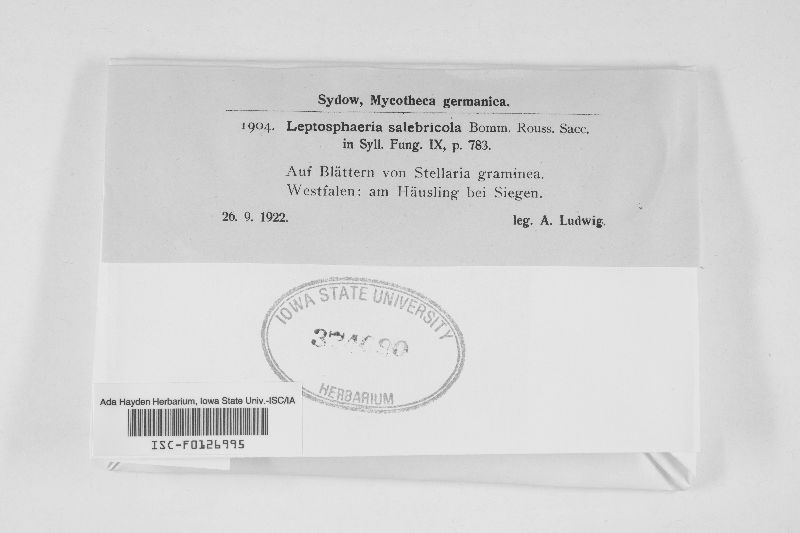 Sydow, Mycotheca germanica.
1904. Leptosphaeria salebricola Bomm. Rouss. Sacc.
in Syll. Fung. IX, p. 783.
Auf Blättern von Stellaria graminea.
Westfalen: am Häusling bei Siegen.
26. 9. 1922. leg. A. Ludwig.
IOWA STATE UNIVERSITY
HERBARIUM
Ada Hayden Herbarium, Iowa State Univ.-ISC/IA
ISC-F0126995